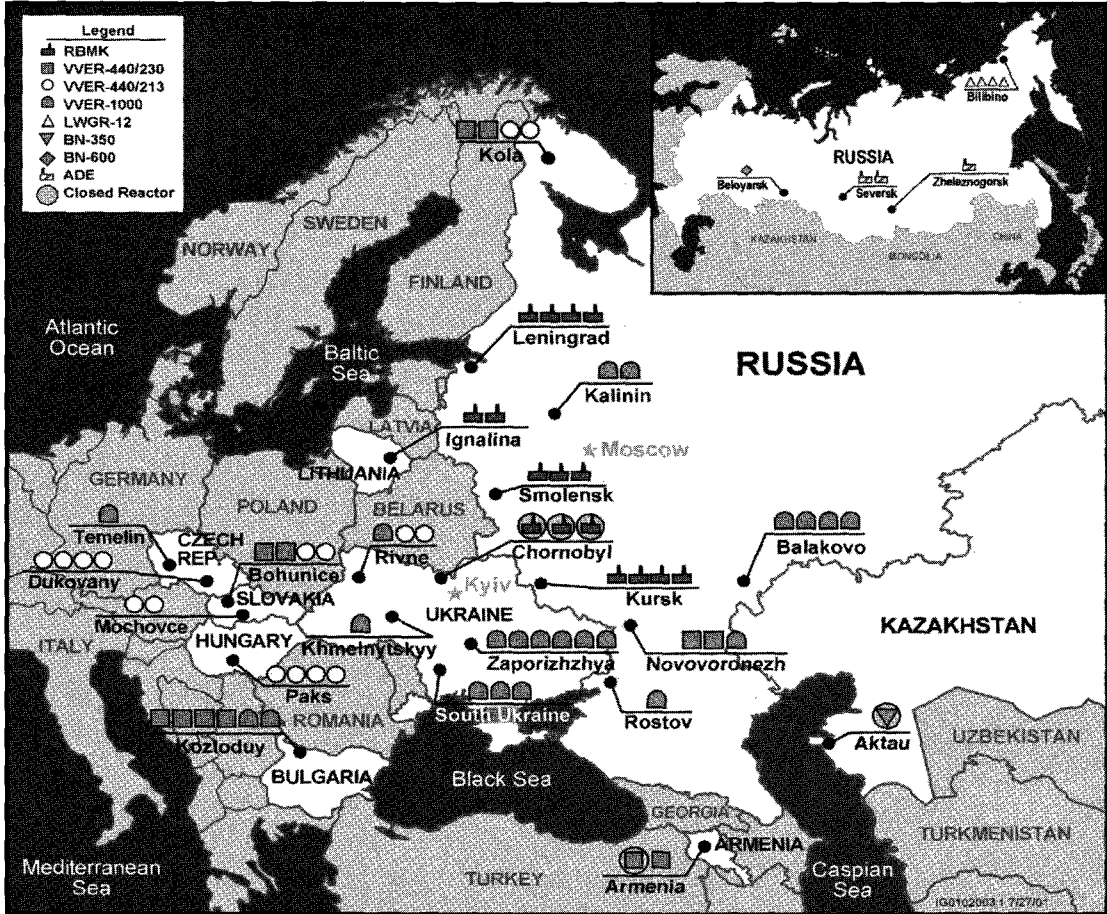 Legend
RBMK
VVER-440/230
VVER-440/213
VVER-1000
LWGR-12
BN-350
BN-600
ADE
Closed Reactor
Bilibino
RUSSIA
Beloyarsk
Seversk
Zheleznogorsk
KAZAKHSTAN
MONGOLIA
CHINA
Kola
SWEDEN
NORWAY
FINLAND
Atlantic
Ocean
Baltic
Sea
Leningrad
RUSSIA
Kalinin
LATVIA
Ignalina
Moscow
LITHUANIA
GERMANY
POLAND
BELARUS
Smolensk
Temelin
CZECH
REP.
Rivne
Chornobyl
Balakovo
Dukovany
Bohunice
Kyiv
Kursk
SLOVAKIA
UKRAINE
Mochovce
KAZAKHSTAN
ITALY
HUNGARY
Khmelnytskyy
Zaporizhzhya
Novovoronezh
Paks
South Ukraine
Rostov
ROMANIA
Kozloduy
Aktau
UZBEKISTAN
BULGARIA
Black Sea
GEORGIA
TURKMENISTAN
ARMENIA
Mediterranean
Sea
TURKEY
Armenia
Caspian
Sea